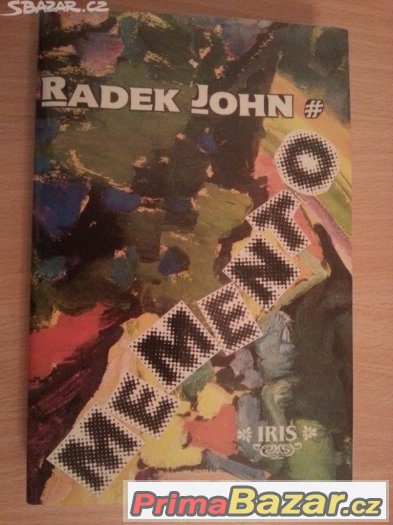 SBAZAR.CZ
RADEK JOHN #
MEMENTO
IRIS
PrimaBazar.cz